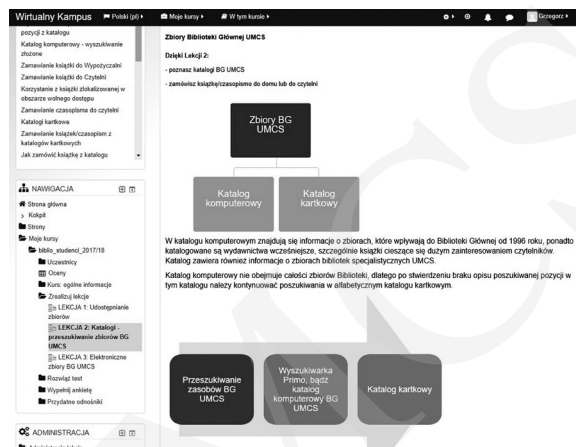 Wirtualny Kampus Polski (pl) Moje kursy W tym kursie Grzegorz
pozycji z katalogu
Katalog komputerowy - wyszukiwanie
złożone
Zamawianie książki do Wypożyczalni
Zamawianie książki do Czytelni
Korzystanie z książki zlokalizowanej w
obszarze wolnego dostępu
Zamawianie czasopisma do czytelni
Katalogi kartkowe
Zamawianie książek/czasopism z
katalogów kartkowych
Jak zamówić książkę z katalogu
NAWIGACJA
Strona główna
Kokpit
Strony
Moje kursy
biblio_studenci_2017/18
Uczestnicy
Oceny
Kurs: ogólne informacje
Zrealizuj lekcje
LEKCJA 1: Udostępnianie
zbiorów
LEKCJA 2: Katalogi -
przeszukiwanie zbiorów BG
UMCS
LEKCJA 3: Elektroniczne
zbiory BG UMCS
Rozwiąż test
Wypełnij ankietę
Przydatne odnośniki
ADMINISTRACJA
Zbiory Biblioteki Głównej UMCS
Dzięki Lekcji 2:
- poznasz katalogi BG UMCS
- zamówisz książkę/czasopismo do domu lub do czytelni
Zbiory BG
UMCS
Katalog
komputerowy
Katalog
kartkowy
W katalogu komputerowym znajdują się informacje o zbiorach, które wpływają do Biblioteki Głównej od 1996 roku, ponadto
katalogowane są wydawnictwa wcześniejsze, szczególnie książki cieszące się dużym zainteresowaniem czytelników.
Katalog zawiera również informacje o zbiorach bibliotek specjalistycznych UMCS.
Katalog komputerowy nie obejmuje całości zbiorów Biblioteki, dlatego po stwierdzeniu braku opisu poszukiwanej pozycji w
tym katalogu należy kontynuować poszukiwania w alfabetycznym katalogu kartkowym.
Przeszukiwanie
zasobów BG
UMCS
Wyszukiwarka
Primo, bądź
katalog
komputerowy BG
UMCS
Katalog kartkowy